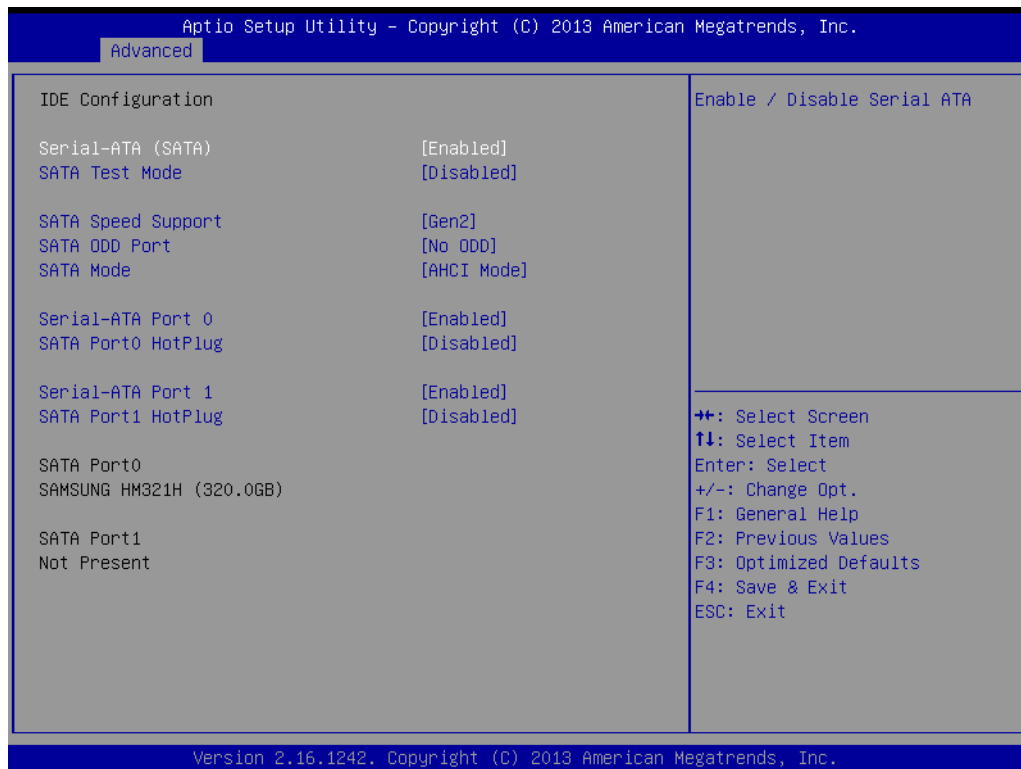 Aptio Setup Utility – Copyright (C) 2013 American Megatrends, Inc.
Advanced
IDE Configuration
Serial-ATA (SATA) [Enabled]
SATA Test Mode [Disabled]
SATA Speed Support [Gen2]
SATA ODD Port [No ODD]
SATA Mode [AHCI Mode]
Serial-ATA Port 0 [Enabled]
SATA Port0 HotPlug [Disabled]
Serial-ATA Port 1 [Enabled]
SATA Port1 HotPlug [Disabled]
SATA Port0
SAMSUNG HM321H (320.0GB)
SATA Port1
Not Present
Enable / Disable Serial ATA
→←: Select Screen
↑↓: Select Item
Enter: Select
+/-: Change Opt.
F1: General Help
F2: Previous Values
F3: Optimized Defaults
F4: Save & Exit
ESC: Exit
Version 2.16.1242. Copyright (C) 2013 American Megatrends, Inc.